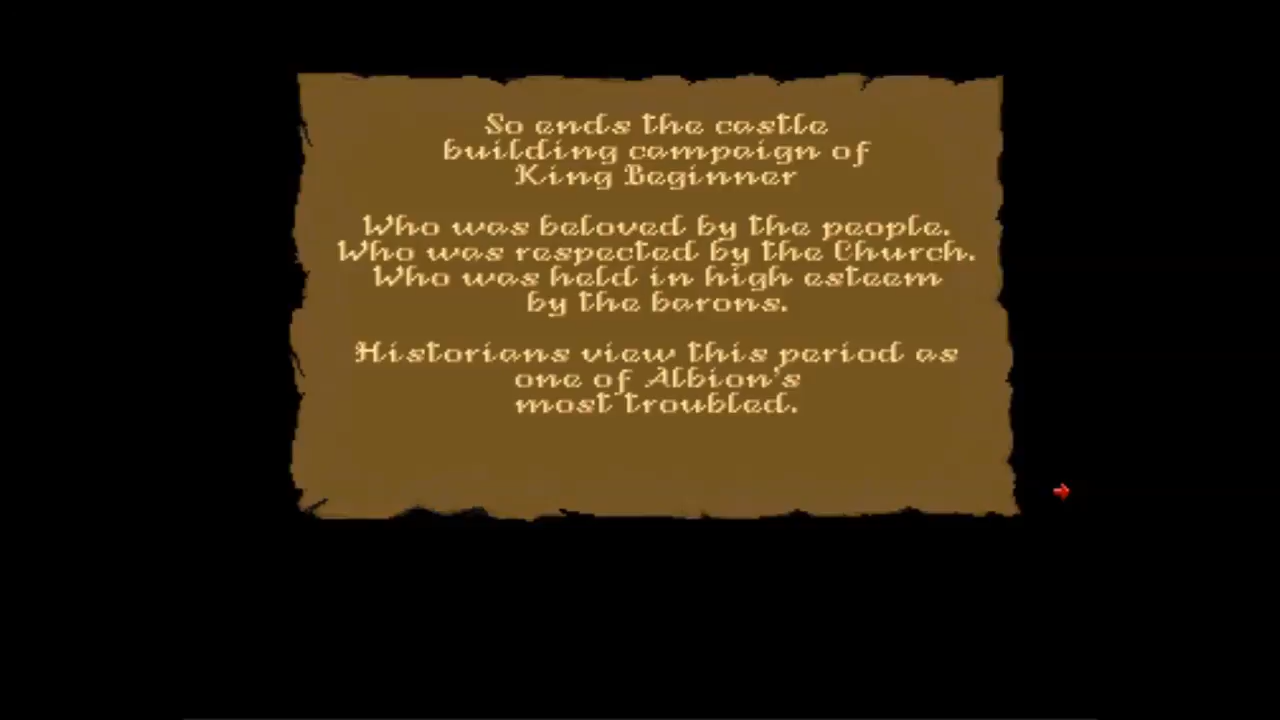 So ends the castle
building campaign of
King Beginner
Who was beloved by the people.
Who was respected by the Church.
Who was held in high esteem
by the barons.
Historians view this period as
one of Albion's
most troubled.